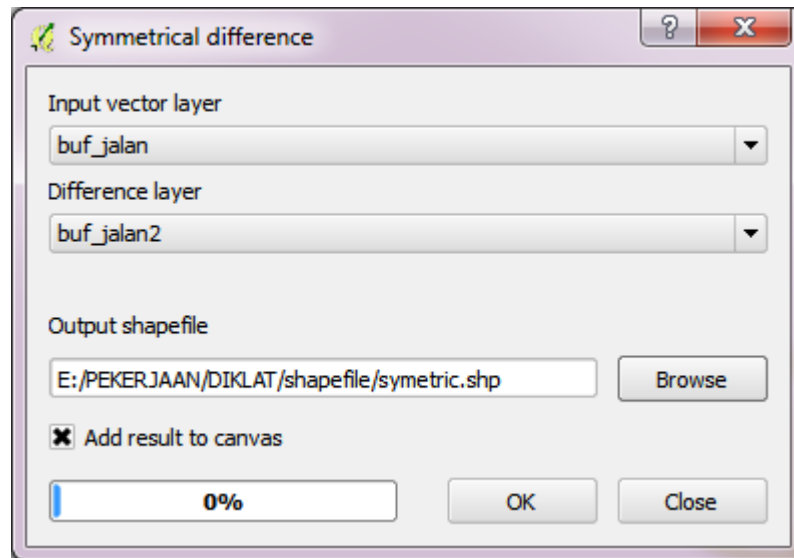 Symmetrical difference
Input vector layer
buf_jalan
Difference layer
buf_jalan2
Output shapefile
E:/PEKERJAAN/DIKLAT/shapefile/symetric.shp
Browse
Add result to canvas
0%
OK
Close